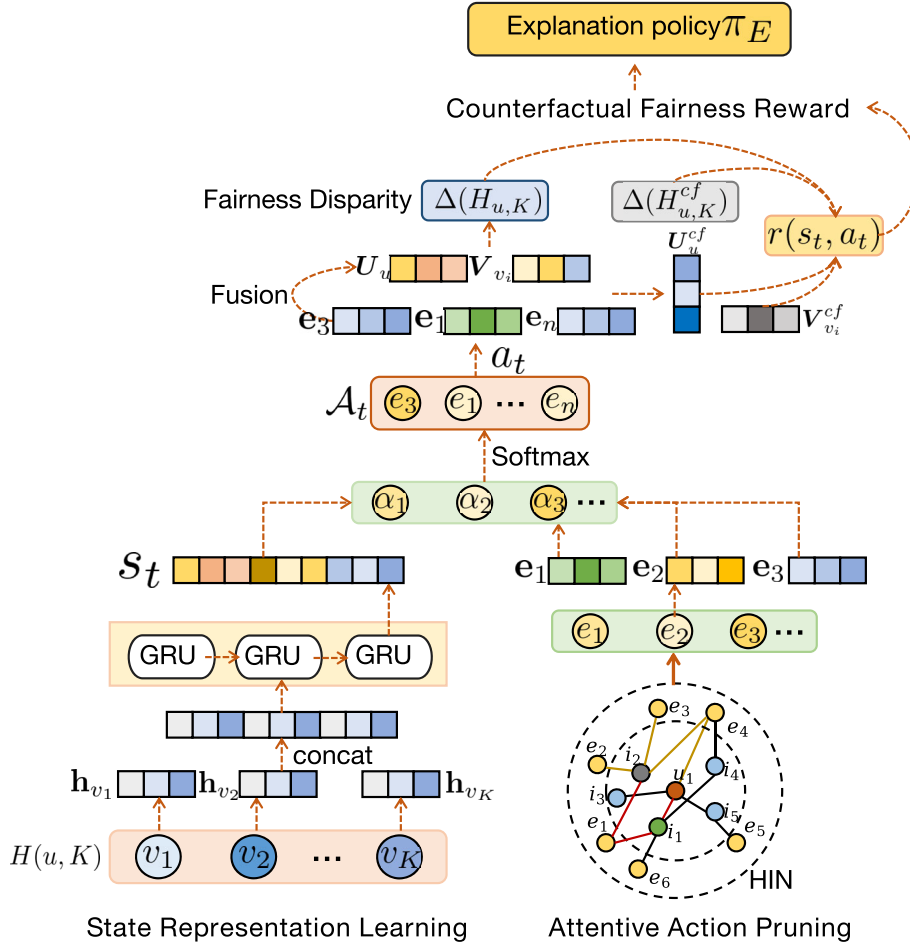 Explanation policy π_E
Counterfactual Fairness Reward
Fairness Disparity
Δ(H_{u,K})
Δ(H^{cf}_{u,K})
r(s_t, a_t)
U_u
V_{v_i}
U^{cf}_u
Fusion
e_3
e_1
e_n
V^{cf}_{v_i}
a_t
A_t
e_3 e_1 ... e_n
Softmax
α_1 α_2 α_3 ...
s_t
e_1
e_2
e_3
GRU GRU GRU
e_1 e_2 e_3 ...
concat
h_{v_1}
h_{v_2}
h_{v_K}
H(u, K)
v_1 v_2 ... v_K
e_3
e_4
e_2
i_2
i_4
u_1
i_3
i_5
e_1
i_1
e_5
e_6
HIN
State Representation Learning
Attentive Action Pruning